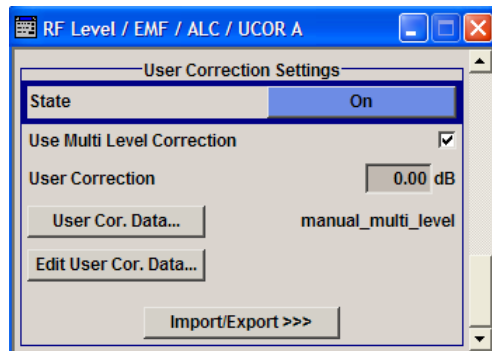 RF Level / EMF / ALC / UCOR A
User Correction Settings
State On
Use Multi Level Correction
User Correction 0.00 dB
User Cor. Data... manual_multi_level
Edit User Cor. Data...
Import/Export >>>